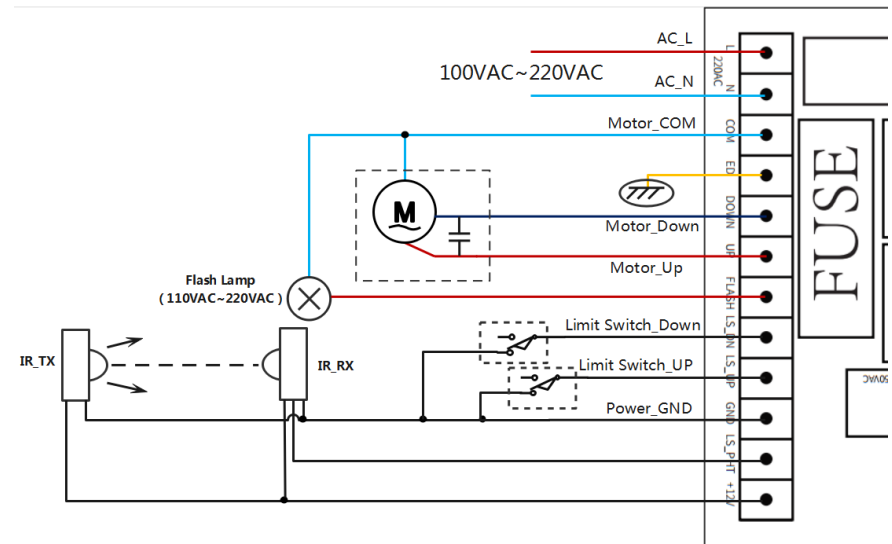 AC_L
L
100VAC~220VAC
220AC
AC_N
N
Motor_COM
COM
ED
DOWN
Motor_Down
UP
Motor_Up
FUSE
Flash Lamp
( 110VAC~220VAC )
FLASH
Limit Switch_Down
LS_DN
IR_TX
IR_RX
Limit Switch_UP
LS_UP
Power_GND
GND
LS_PHT
+12V
M
50VAC